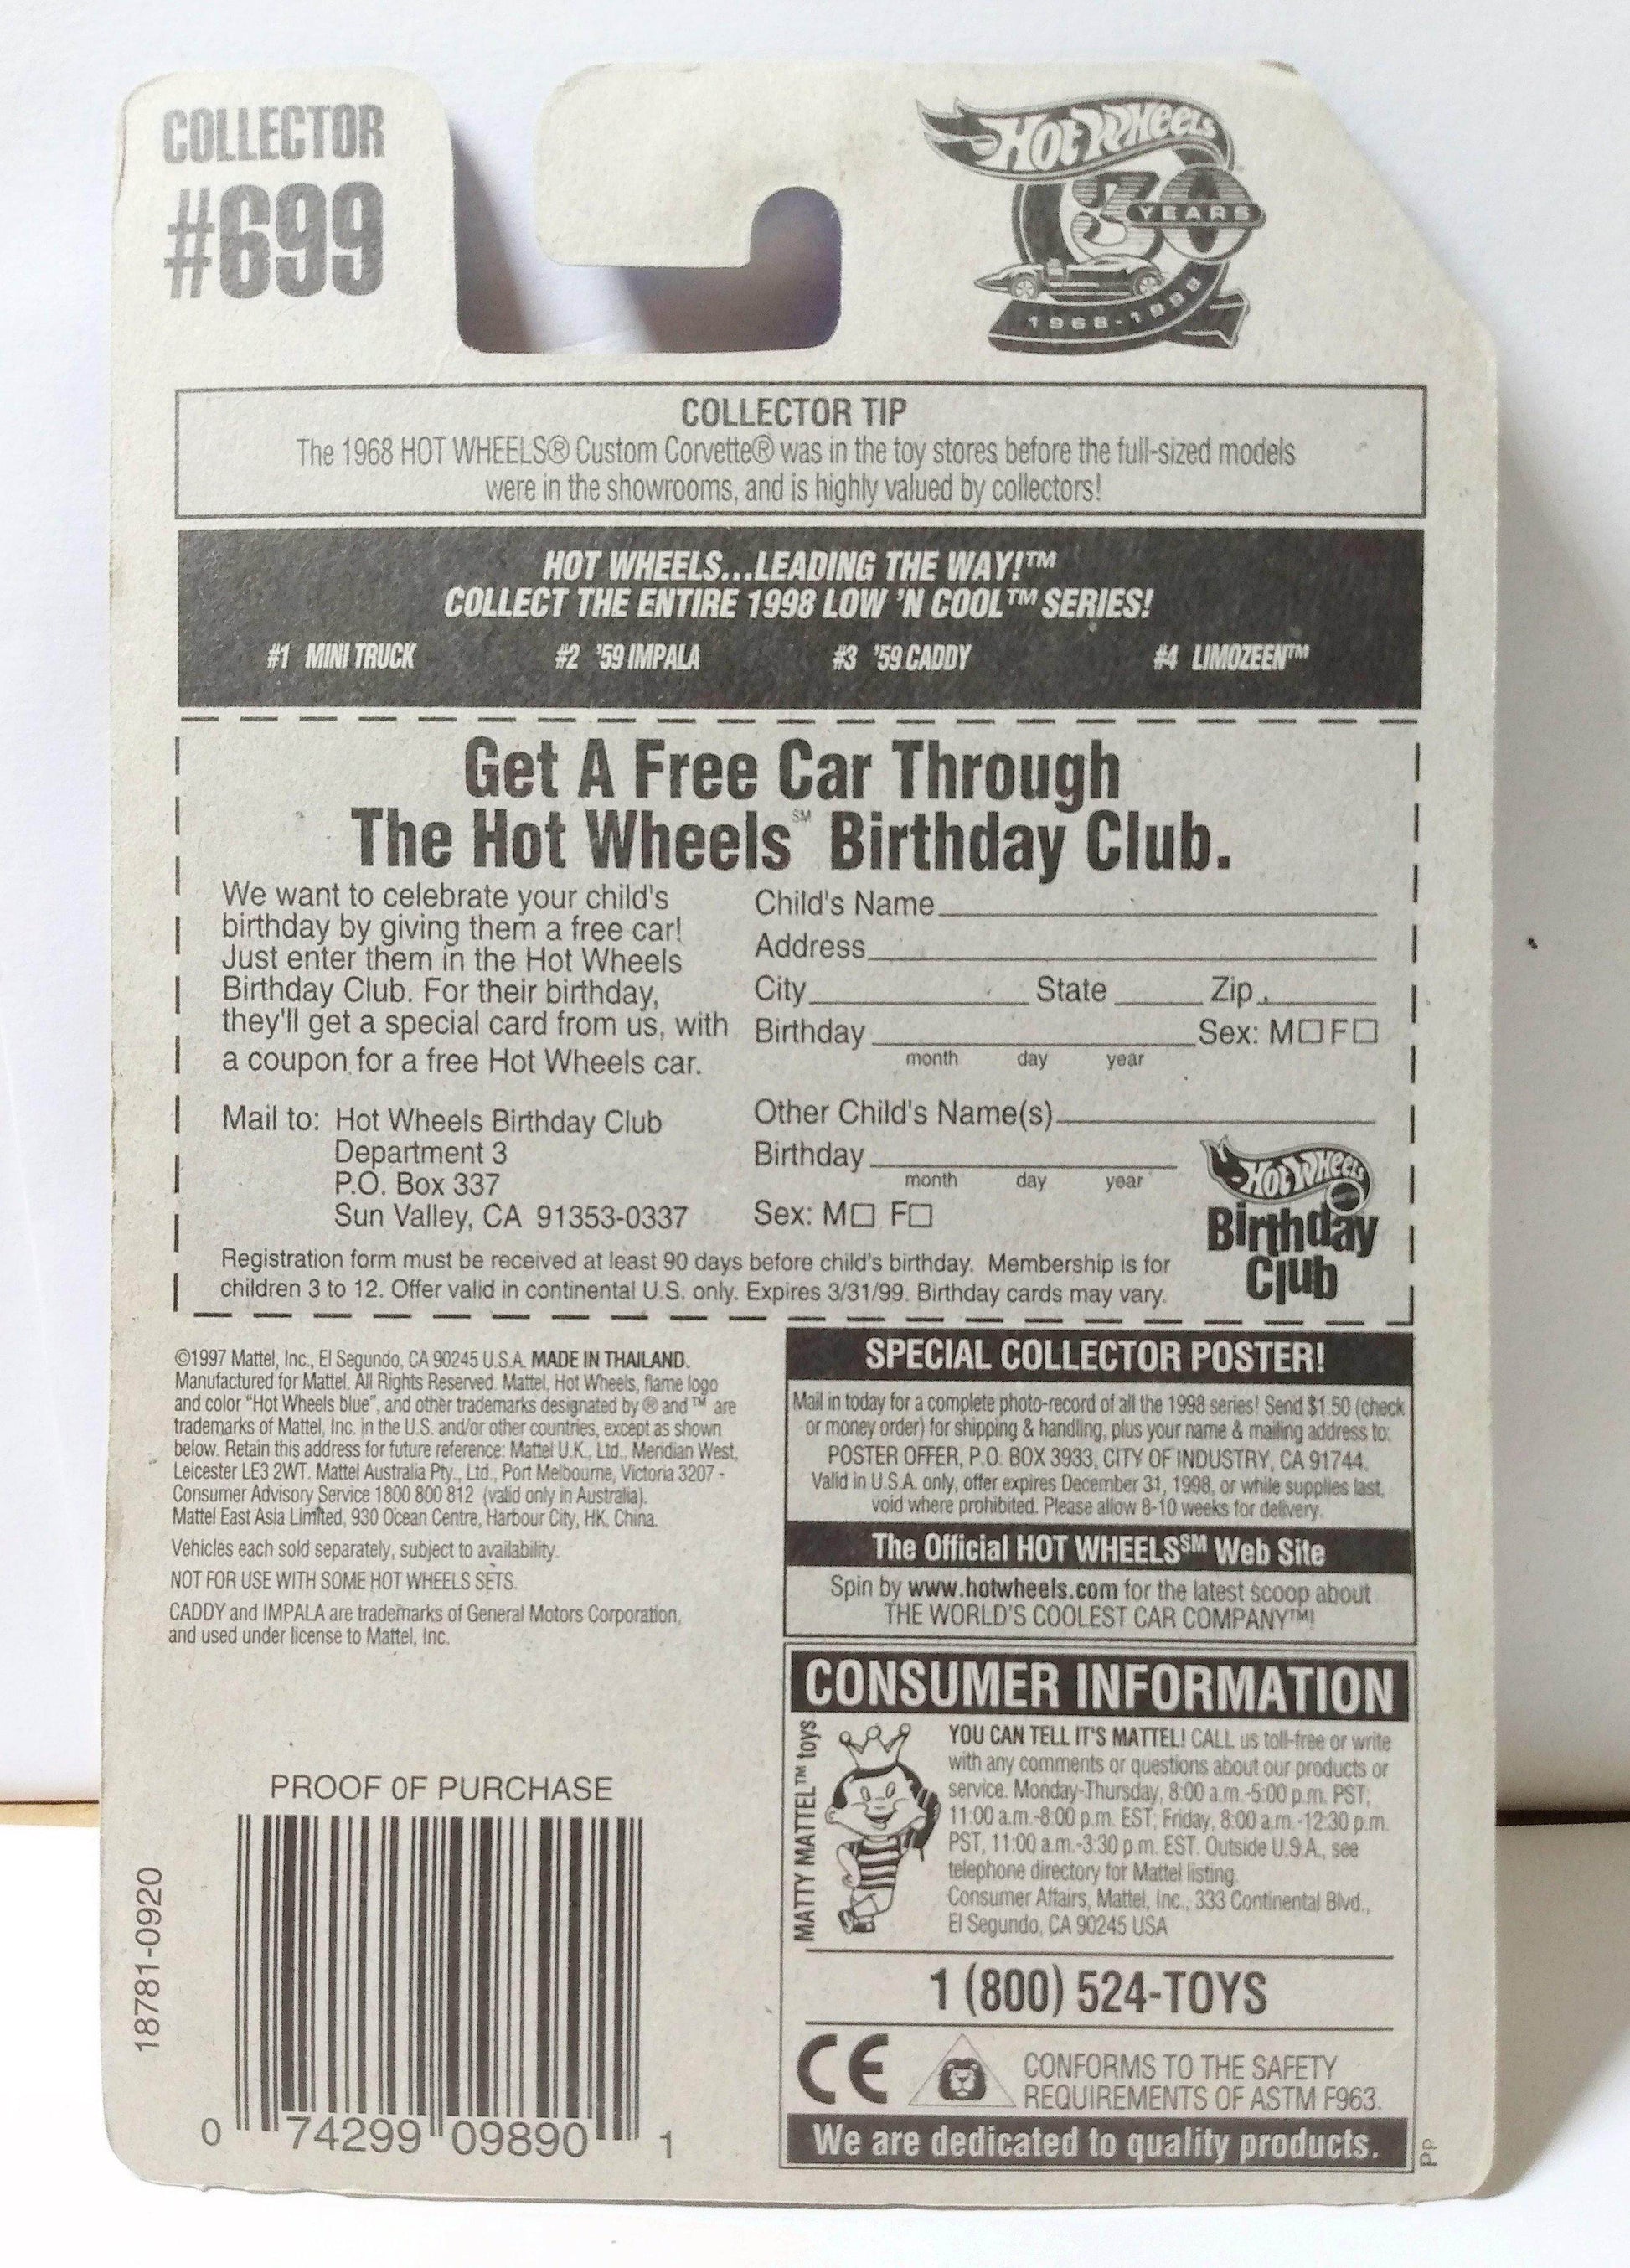 COLLECTOR
#699
HOT WHEELS
30
YEARS
1968-1998
COLLECTOR TIP
The 1968 HOT WHEELS® Custom Corvette® was in the toy stores before the full-sized models
were in the showrooms, and is highly valued by collectors!
HOT WHEELS...LEADING THE WAY!™
COLLECT THE ENTIRE 1998 LOW 'N COOL™ SERIES!
#1 MINI TRUCK #2 '59 IMPALA #3 '59 CADDY #4 LIMOZEEN™
Get A Free Car Through
The Hot Wheels℠ Birthday Club.
We want to celebrate your child's
birthday by giving them a free car!
Just enter them in the Hot Wheels
Birthday Club. For their birthday,
they'll get a special card from us, with
a coupon for a free Hot Wheels car.
Mail to: Hot Wheels Birthday Club
Department 3
P.O. Box 337
Sun Valley, CA 91353-0337
Child's Name
Address
City State Zip
Birthday Sex: M□ F□
month day year
Other Child's Name(s)
Birthday
month day year
Sex: M□ F□
HOT WHEELS
Birthday
Club
Registration form must be received at least 90 days before child's birthday. Membership is for
children 3 to 12. Offer valid in continental U.S. only. Expires 3/31/99. Birthday cards may vary.
©1997 Mattel, Inc., El Segundo, CA 90245 U.S.A. MADE IN THAILAND.
Manufactured for Mattel. All Rights Reserved. Mattel, Hot Wheels, flame logo
and color "Hot Wheels blue", and other trademarks designated by ® and ™ are
trademarks of Mattel, Inc. in the U.S. and/or other countries, except as shown
below. Retain this address for future reference: Mattel U.K., Ltd., Meridian West,
Leicester LE3 2WT. Mattel Australia Pty., Ltd., Port Melbourne, Victoria 3207 -
Consumer Advisory Service 1800 800 812 (valid only in Australia).
Mattel East Asia Limited, 930 Ocean Centre, Harbour City, HK, China.
Vehicles each sold separately, subject to availability.
NOT FOR USE WITH SOME HOT WHEELS SETS.
CADDY and IMPALA are trademarks of General Motors Corporation,
and used under license to Mattel, Inc.
PROOF OF PURCHASE
0 74299 09890 1
18781-0920
SPECIAL COLLECTOR POSTER!
Mail in today for a complete photo-record of all the 1998 series! Send $1.50 (check
or money order) for shipping & handling, plus your name & mailing address to:
POSTER OFFER, P.O. BOX 3933, CITY OF INDUSTRY, CA 91744.
Valid in U.S.A. only, offer expires December 31, 1998, or while supplies last,
void where prohibited. Please allow 8-10 weeks for delivery.
The Official HOT WHEELS℠ Web Site
Spin by www.hotwheels.com for the latest scoop about
THE WORLD'S COOLEST CAR COMPANY™!
CONSUMER INFORMATION
MATTY MATTEL™ toys
YOU CAN TELL IT'S MATTEL! CALL us toll-free or write
with any comments or questions about our products or
service. Monday-Thursday, 8:00 a.m.-5:00 p.m. PST;
11:00 a.m.-8:00 p.m. EST; Friday, 8:00 a.m.-12:30 p.m.
PST, 11:00 a.m.-3:30 p.m. EST. Outside U.S.A., see
telephone directory for Mattel listing.
Consumer Affairs, Mattel, Inc., 333 Continental Blvd.,
El Segundo, CA 90245 USA
1 (800) 524-TOYS
CE
CONFORMS TO THE SAFETY
REQUIREMENTS OF ASTM F963.
We are dedicated to quality products.
PP